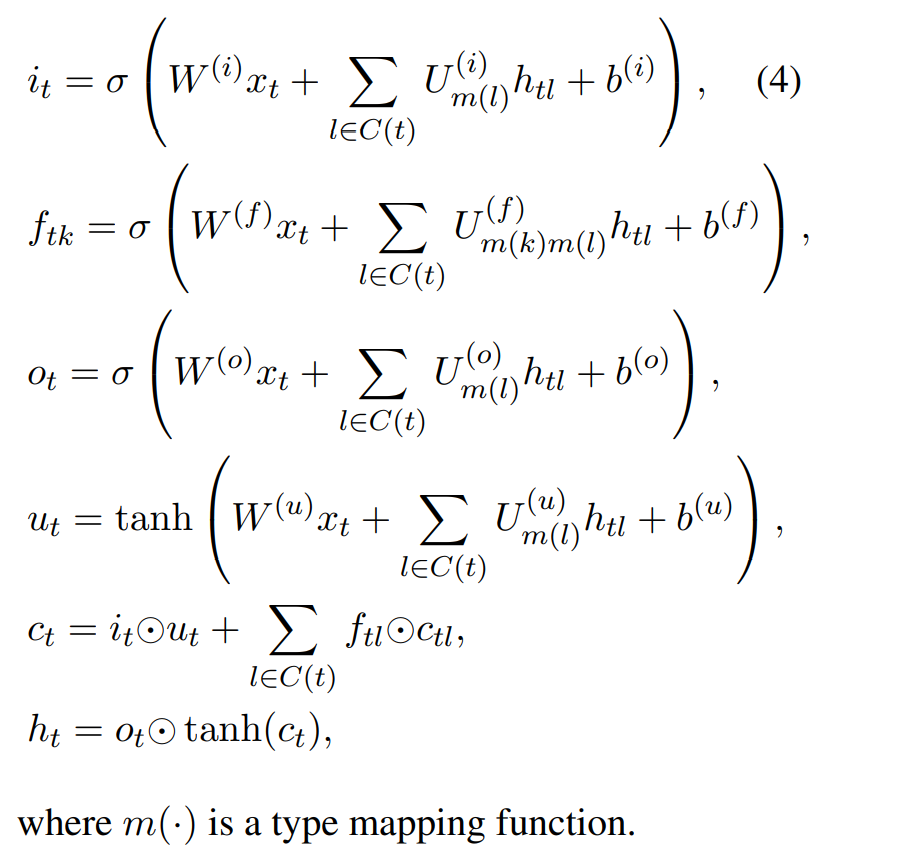 $i_t = \sigma \left( W^{(i)} x_t + \sum_{l \in C(t)} U^{(i)}_{m(l)} h_{tl} + b^{(i)} \right), \quad (4)$
$f_{tk} = \sigma \left( W^{(f)} x_t + \sum_{l \in C(t)} U^{(f)}_{m(k)m(l)} h_{tl} + b^{(f)} \right),$
$o_t = \sigma \left( W^{(o)} x_t + \sum_{l \in C(t)} U^{(o)}_{m(l)} h_{tl} + b^{(o)} \right),$
$u_t = \tanh \left( W^{(u)} x_t + \sum_{l \in C(t)} U^{(u)}_{m(l)} h_{tl} + b^{(u)} \right),$
$c_t = i_t \odot u_t + \sum_{l \in C(t)} f_{tl} \odot c_{tl},$
$h_t = o_t \odot \tanh(c_t),$
where $m(\cdot)$ is a type mapping function.